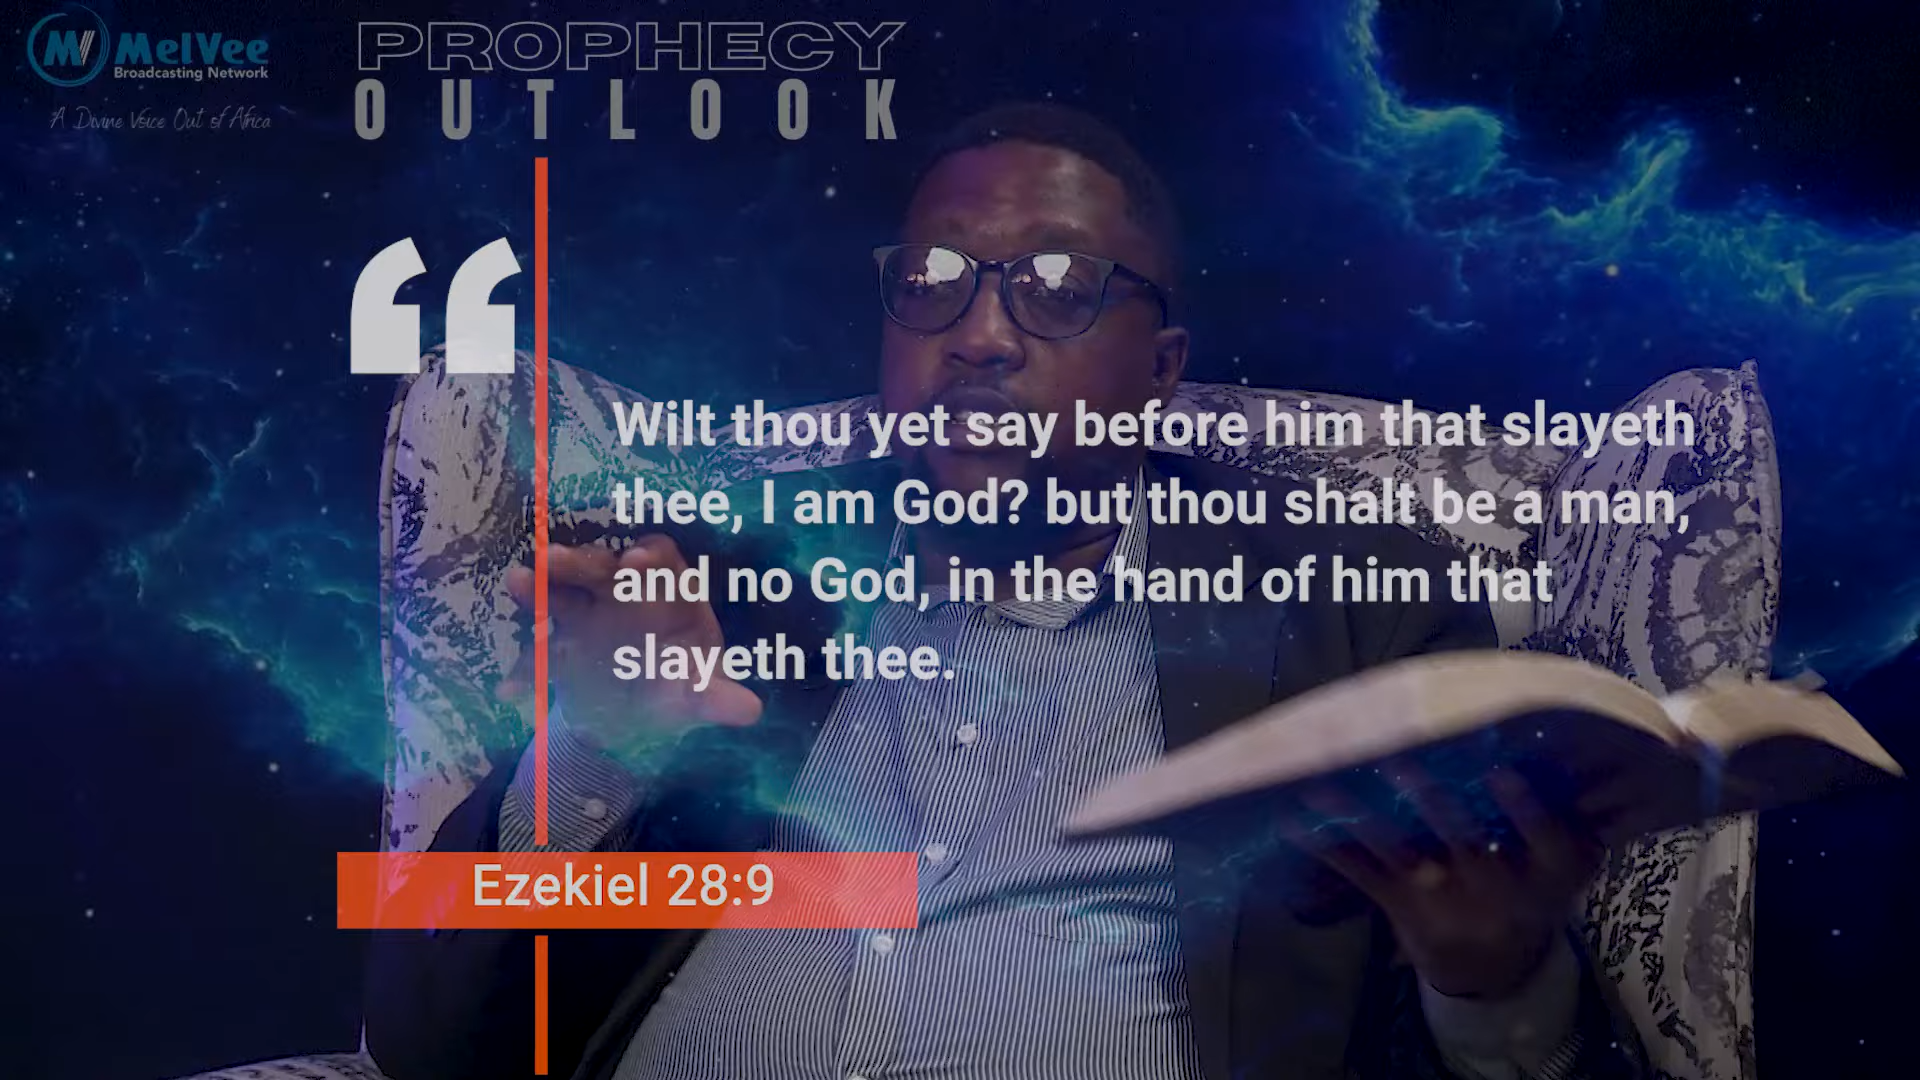 MV MelVee
Broadcasting Network
A Divine Voice Out of Africa
PROPHECY
OUTLOOK
Wilt thou yet say before him that slayeth
thee, I am God? but thou shalt be a man,
and no God, in the hand of him that
slayeth thee.
Ezekiel 28:9